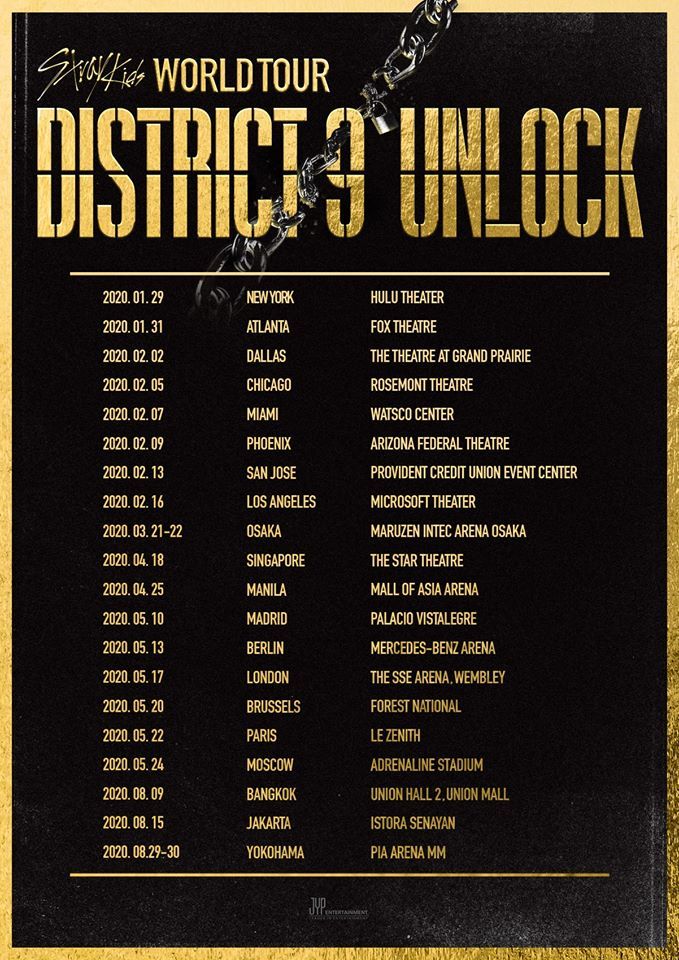 Stray Kids WORLD TOUR
DISTRICT 9 UNLOCK
2020. 01. 29 NEW YORK HULU THEATER
2020. 01. 31 ATLANTA FOX THEATRE
2020. 02. 02 DALLAS THE THEATRE AT GRAND PRAIRIE
2020. 02. 05 CHICAGO ROSEMONT THEATRE
2020. 02. 07 MIAMI WATSCO CENTER
2020. 02. 09 PHOENIX ARIZONA FEDERAL THEATRE
2020. 02. 13 SAN JOSE PROVIDENT CREDIT UNION EVENT CENTER
2020. 02. 16 LOS ANGELES MICROSOFT THEATER
2020. 03. 21-22 OSAKA MARUZEN INTEC ARENA OSAKA
2020. 04. 18 SINGAPORE THE STAR THEATRE
2020. 04. 25 MANILA MALL OF ASIA ARENA
2020. 05. 10 MADRID PALACIO VISTALEGRE
2020. 05. 13 BERLIN MERCEDES-BENZ ARENA
2020. 05. 17 LONDON THE SSE ARENA, WEMBLEY
2020. 05. 20 BRUSSELS FOREST NATIONAL
2020. 05. 22 PARIS LE ZENITH
2020. 05. 24 MOSCOW ADRENALINE STADIUM
2020. 08. 09 BANGKOK UNION HALL 2, UNION MALL
2020. 08. 15 JAKARTA ISTORA SENAYAN
2020. 08.29-30 YOKOHAMA PIA ARENA MM
JYP ENTERTAINMENT
LEADER IN ENTERTAINMENT